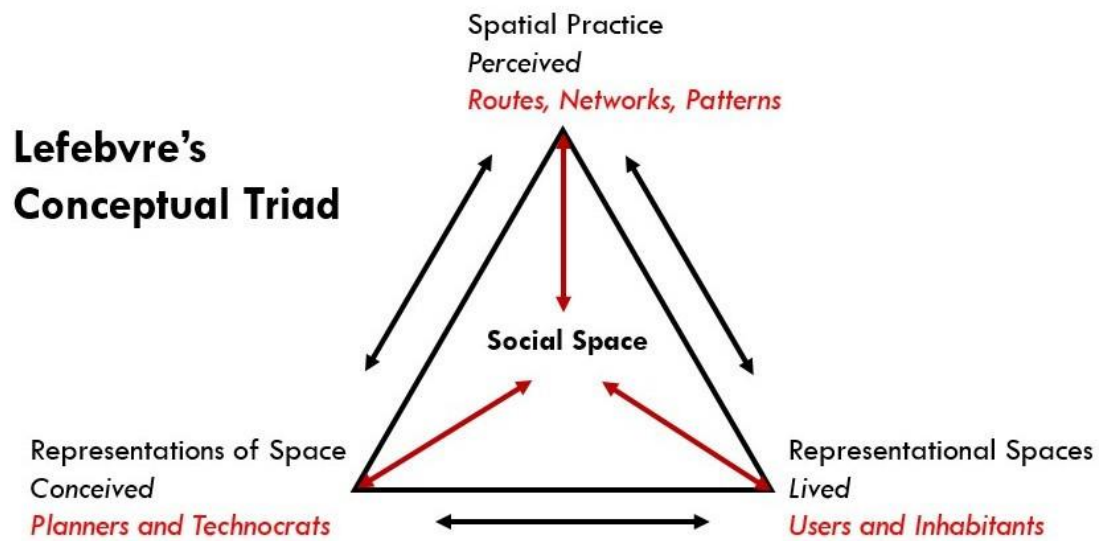 Spatial Practice
Perceived
Routes, Networks, Patterns
Lefebvre's
Conceptual Triad
Social Space
Representations of Space
Conceived
Planners and Technocrats
Representational Spaces
Lived
Users and Inhabitants